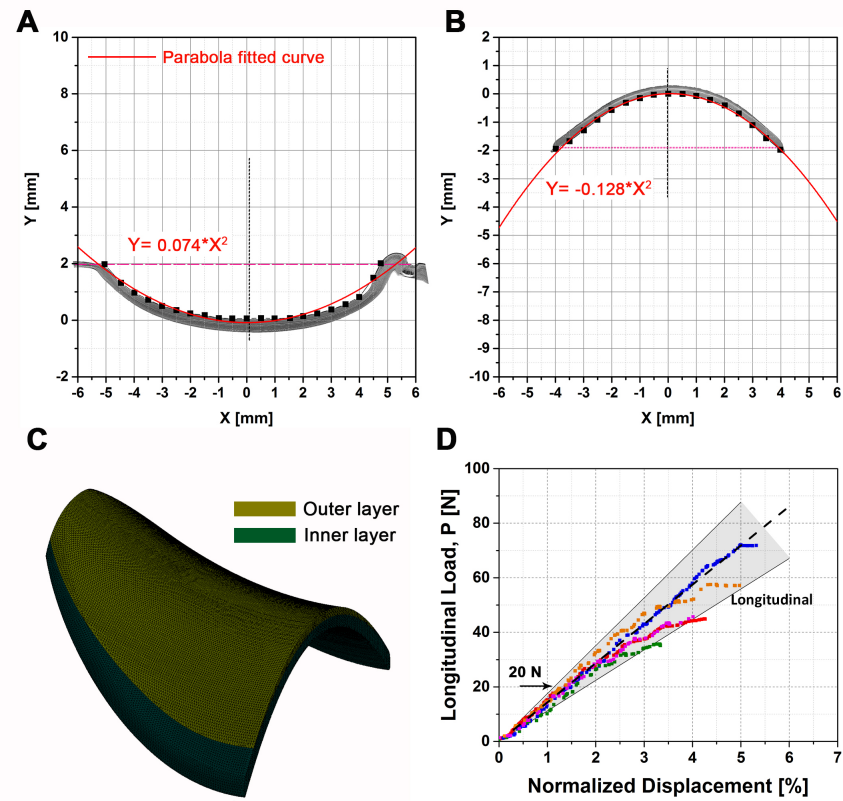 A
10
8
6
4
2
0
-2
-6 -5 -4 -3 -2 -1 0 1 2 3 4 5 6
Y [mm]
X [mm]
Parabola fitted curve
Y= 0.074*X²
B
2
1
0
-1
-2
-3
-4
-5
-6
-7
-8
-9
-10
-6 -5 -4 -3 -2 -1 0 1 2 3 4 5 6
Y [mm]
X [mm]
Y= -0.128*X²
C
Outer layer
Inner layer
D
100
80
60
40
20
0
0 1 2 3 4 5 6 7
Longitudinal Load, P [N]
Normalized Displacement [%]
20 N
Longitudinal